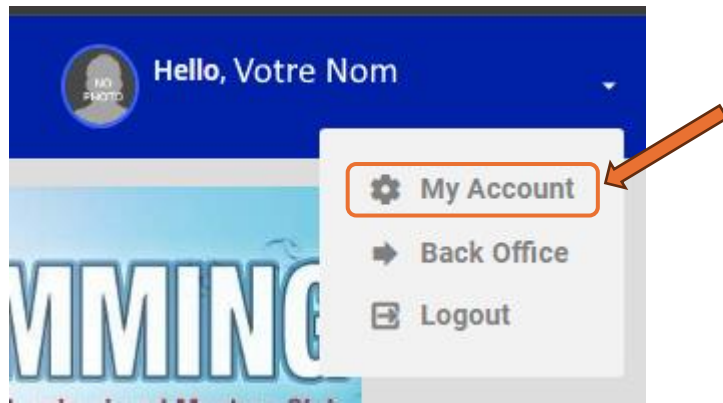 NO
PHOTO
Hello, Votre Nom
My Account
Back Office
Logout
MMING